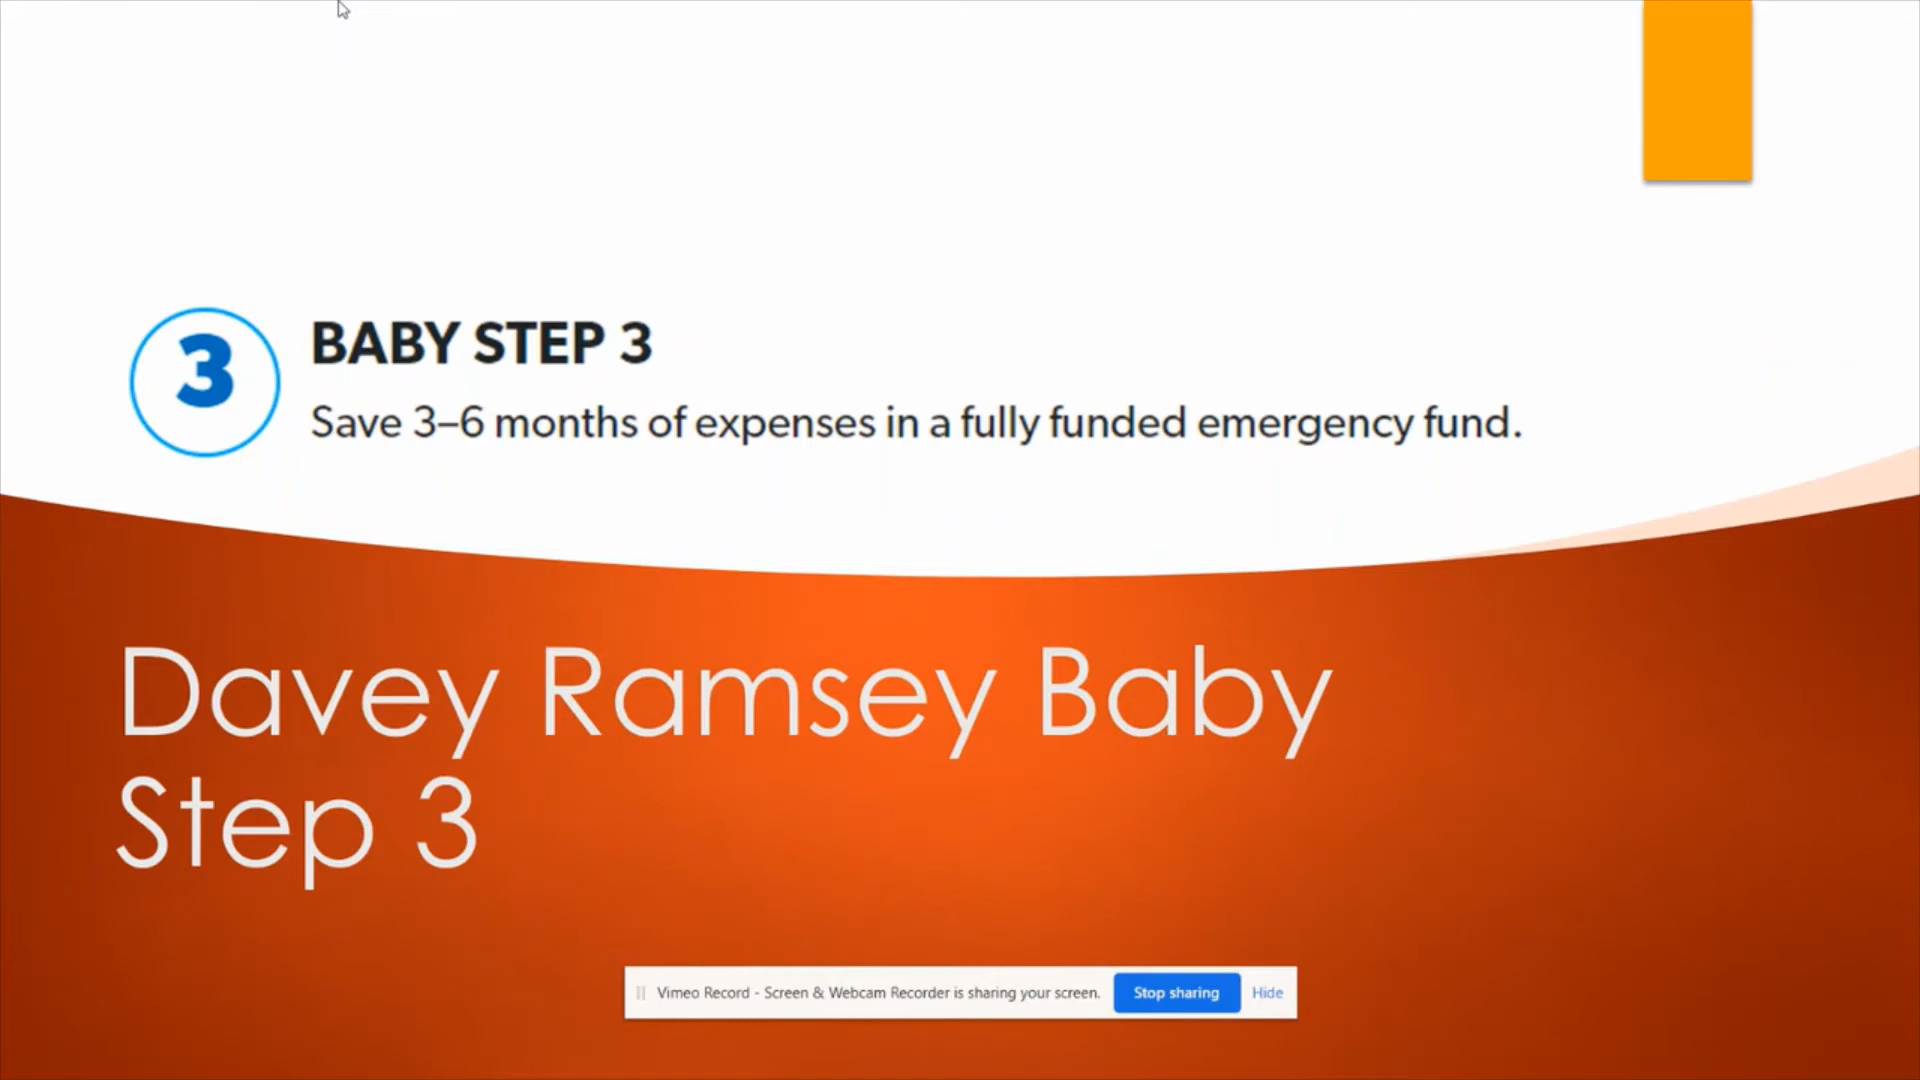 3
BABY STEP 3
Save 3–6 months of expenses in a fully funded emergency fund.
Davey Ramsey Baby
Step 3
Vimeo Record - Screen & Webcam Recorder is sharing your screen. Stop sharing Hide